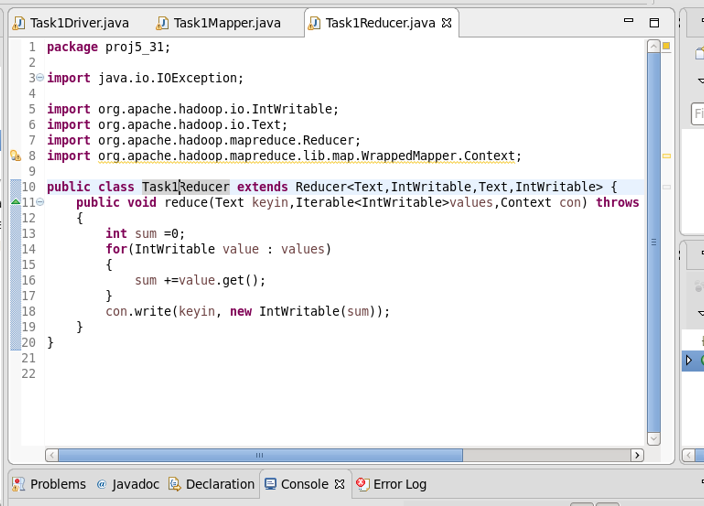 Task1Driver.java Task1Mapper.java Task1Reducer.java
1 package proj5_31;
2
3 import java.io.IOException;
4
5 import org.apache.hadoop.io.IntWritable;
6 import org.apache.hadoop.io.Text;
7 import org.apache.hadoop.mapreduce.Reducer;
8 import org.apache.hadoop.mapreduce.lib.map.WrappedMapper.Context;
9
10 public class Task1Reducer extends Reducer<Text,IntWritable,Text,IntWritable> {
11 public void reduce(Text keyin,Iterable<IntWritable>values,Context con) throws
12 {
13 int sum =0;
14 for(IntWritable value : values)
15 {
16 sum +=value.get();
17 }
18 con.write(keyin, new IntWritable(sum));
19 }
20 }
21
22
Problems @ Javadoc Declaration Console Error Log